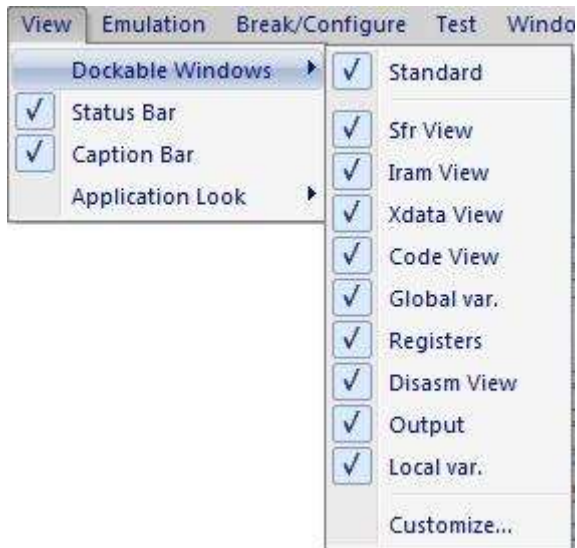 View Emulation Break/Configure Test Windo
Dockable Windows
Status Bar
Caption Bar
Application Look
Standard
Sfr View
Iram View
Xdata View
Code View
Global var.
Registers
Disasm View
Output
Local var.
Customize...